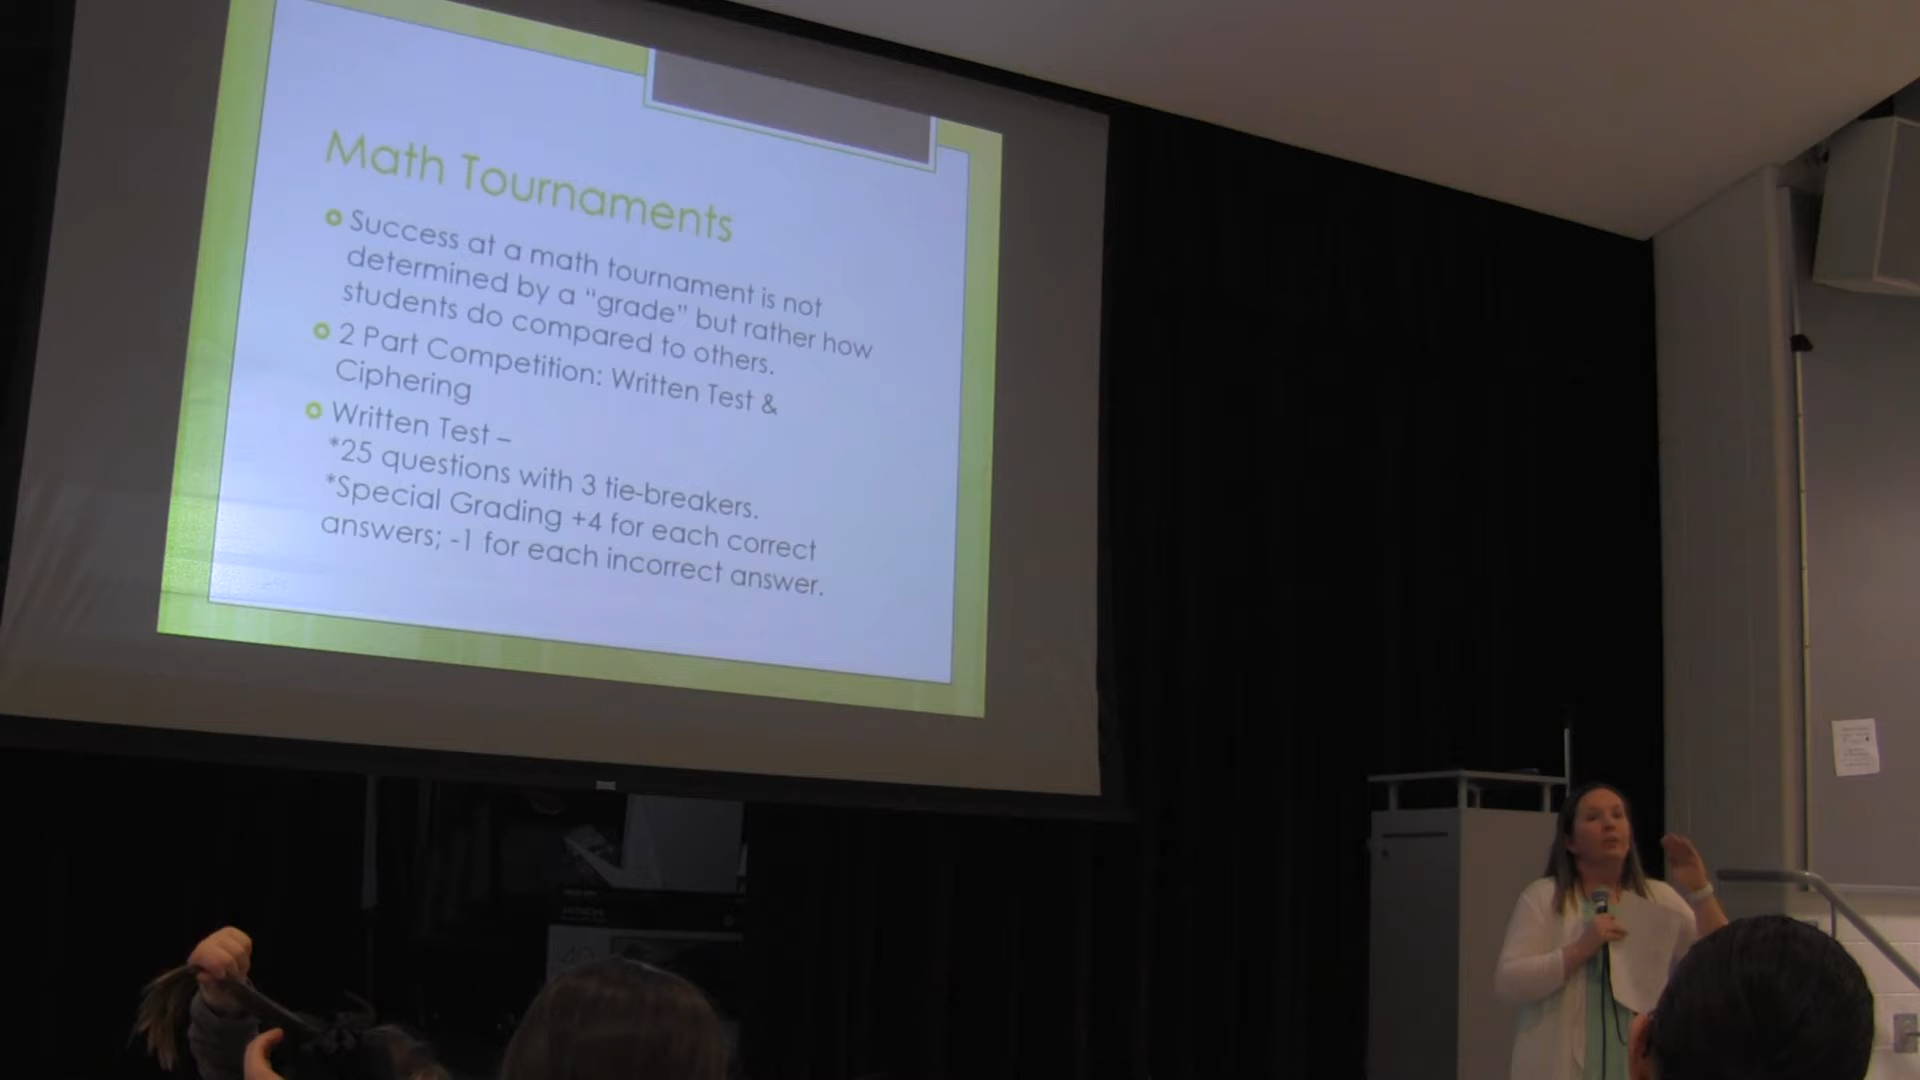 Math Tournaments
Success at a math tournament is not
determined by a “grade” but rather how
students do compared to others.
2 Part Competition: Written Test &
Ciphering
Written Test –
*25 questions with 3 tie-breakers.
*Special Grading +4 for each correct
answers; -1 for each incorrect answer.